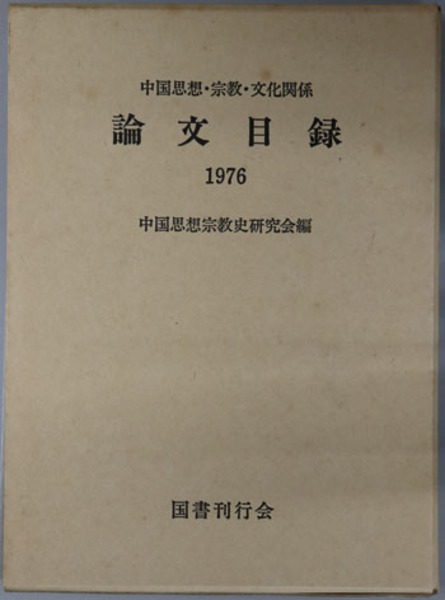 中国思想・宗教・文化関係
論文目録
1976
中国思想宗教史研究会編
国書刊行会